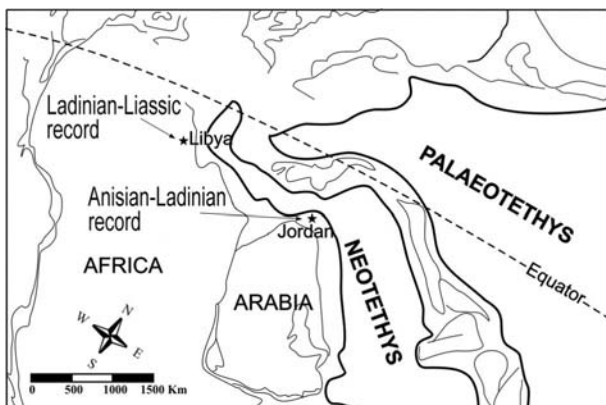 Ladinian-Liassic
record
Libya
PALAEOTETHYS
Anisian-Ladinian
record
Jordan
NEOTETHYS
AFRICA
ARABIA
Equator
N
W
E
S
0 500 1000 1500 Km